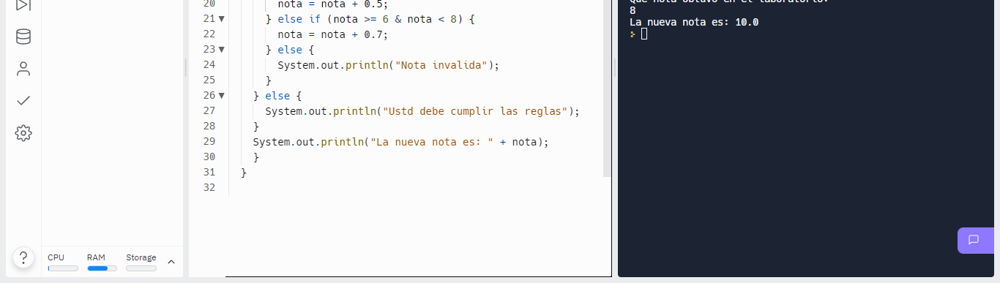 20 nota = nota + 0.5;
21 } else if (nota >= 6 & nota < 8) {
22 nota = nota + 0.7;
23 } else {
24 System.out.println("Nota invalida");
25 }
26 } else {
27 System.out.println("Ustd debe cumplir las reglas");
28 }
29 System.out.println("La nueva nota es: " + nota);
30 }
31 }
32
CPU RAM Storage
?
Que nota obtuvo en el laboratorio:
8
La nueva nota es: 10.0